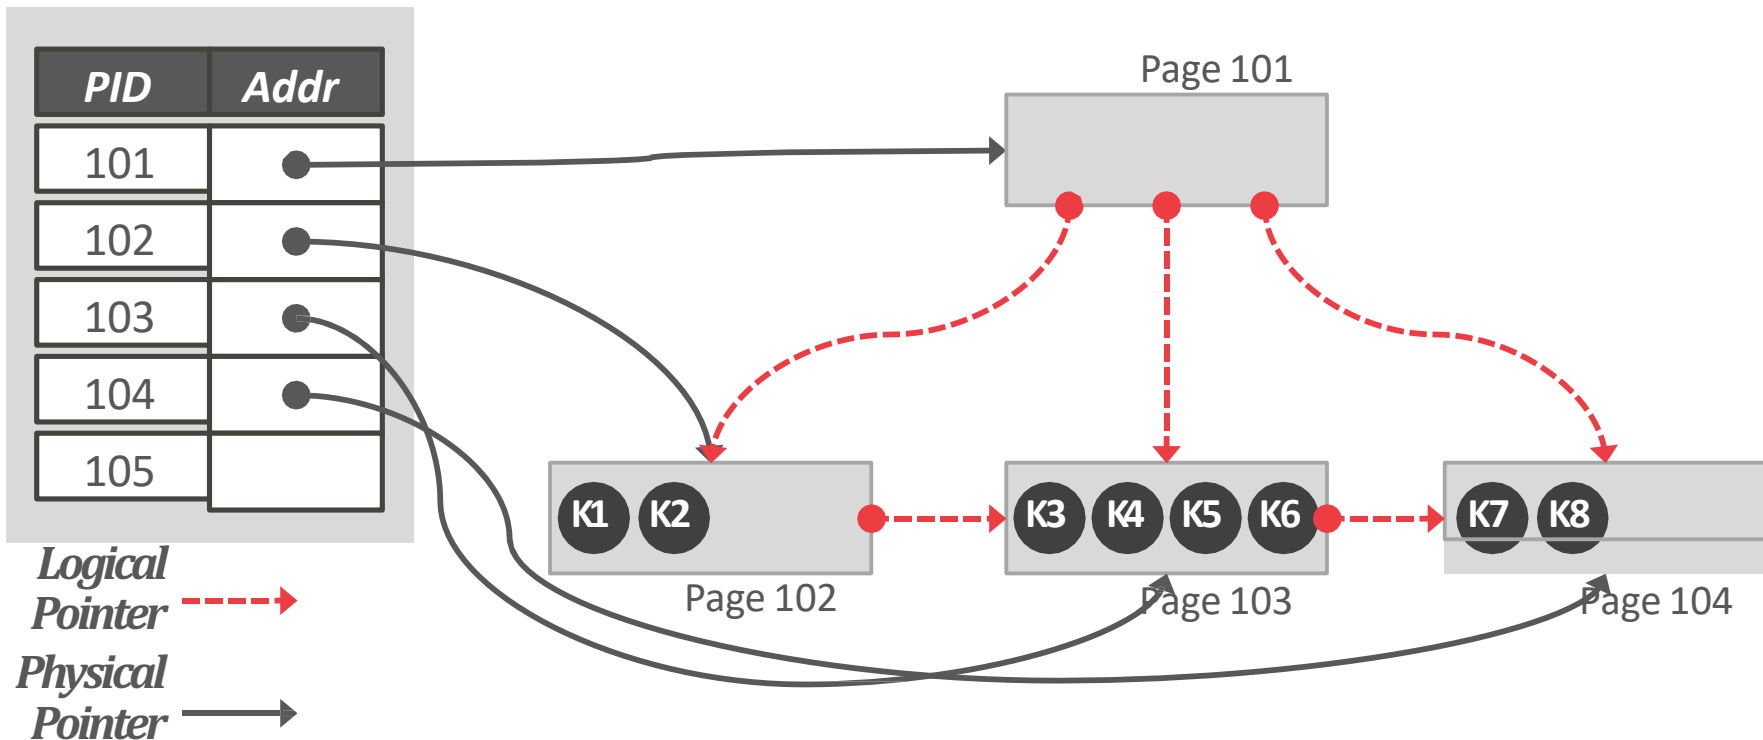 PID Addr
101
102
103
104
105
Logical
Pointer
Physical
Pointer
Page 101
K1 K2
K3 K4 K5 K6
K7 K8
Page 102
Page 103
Page 104